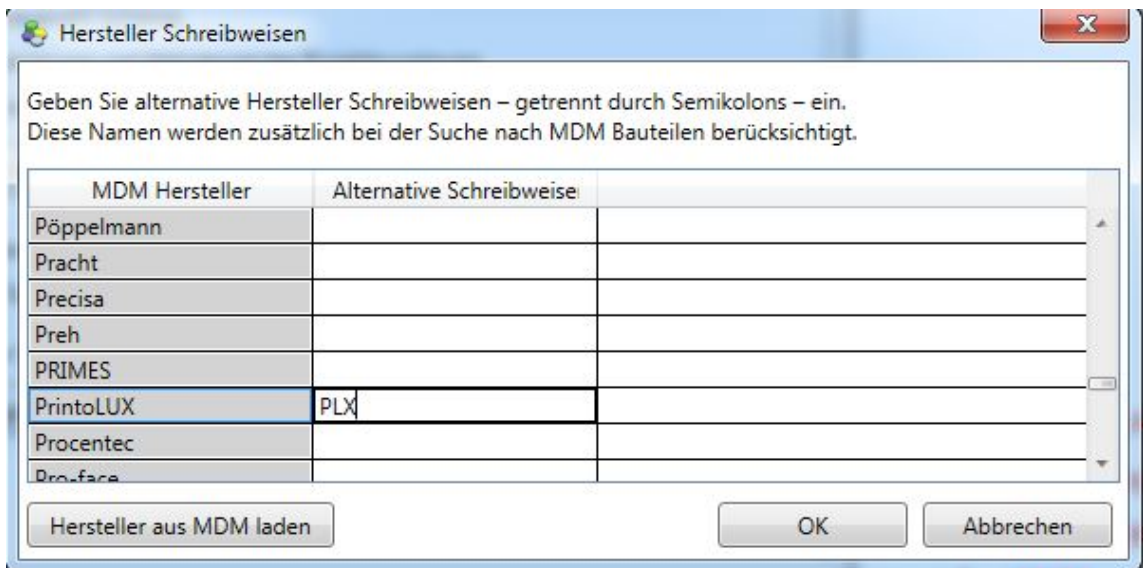 Hersteller Schreibweisen
Geben Sie alternative Hersteller Schreibweisen – getrennt durch Semikolons – ein.
Diese Namen werden zusätzlich bei der Suche nach MDM Bauteilen berücksichtigt.
MDM Hersteller Alternative Schreibweise
Pöppelmann
Pracht
Precisa
Preh
PRIMES
PrintoLUX PLX
Procentec
Pro-face
Hersteller aus MDM laden OK Abbrechen